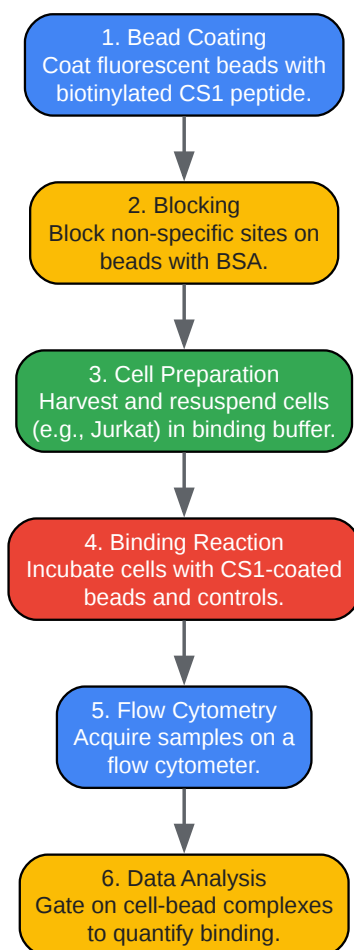 1. Bead Coating
Coat fluorescent beads with
biotinylated CS1 peptide.
2. Blocking
Block non-specific sites on
beads with BSA.
3. Cell Preparation
Harvest and resuspend cells
(e.g., Jurkat) in binding buffer.
4. Binding Reaction
Incubate cells with CS1-coated
beads and controls.
5. Flow Cytometry
Acquire samples on a
flow cytometer.
6. Data Analysis
Gate on cell-bead complexes
to quantify binding.